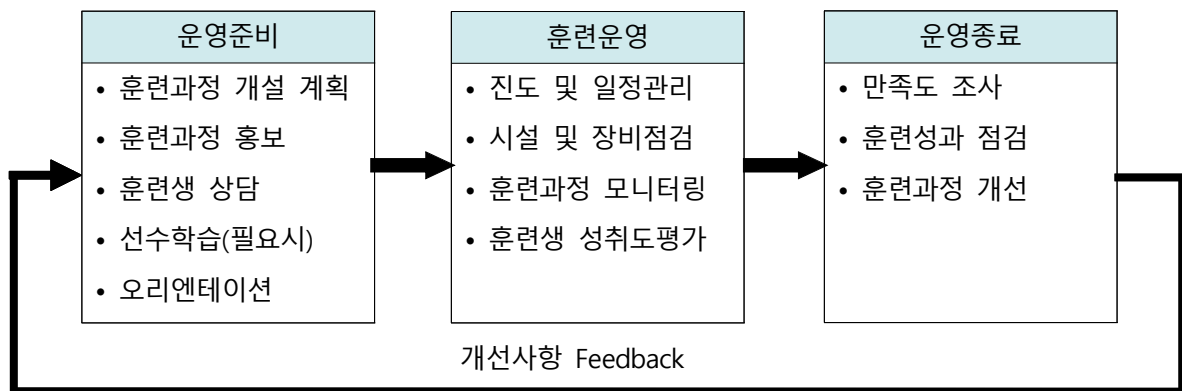 운영준비
• 훈련과정 개설 계획
• 훈련과정 홍보
• 훈련생 상담
• 선수학습(필요시)
• 오리엔테이션
훈련운영
• 진도 및 일정관리
• 시설 및 장비점검
• 훈련과정 모니터링
• 훈련생 성취도평가
운영종료
• 만족도 조사
• 훈련성과 점검
• 훈련과정 개선
개선사항 Feedback